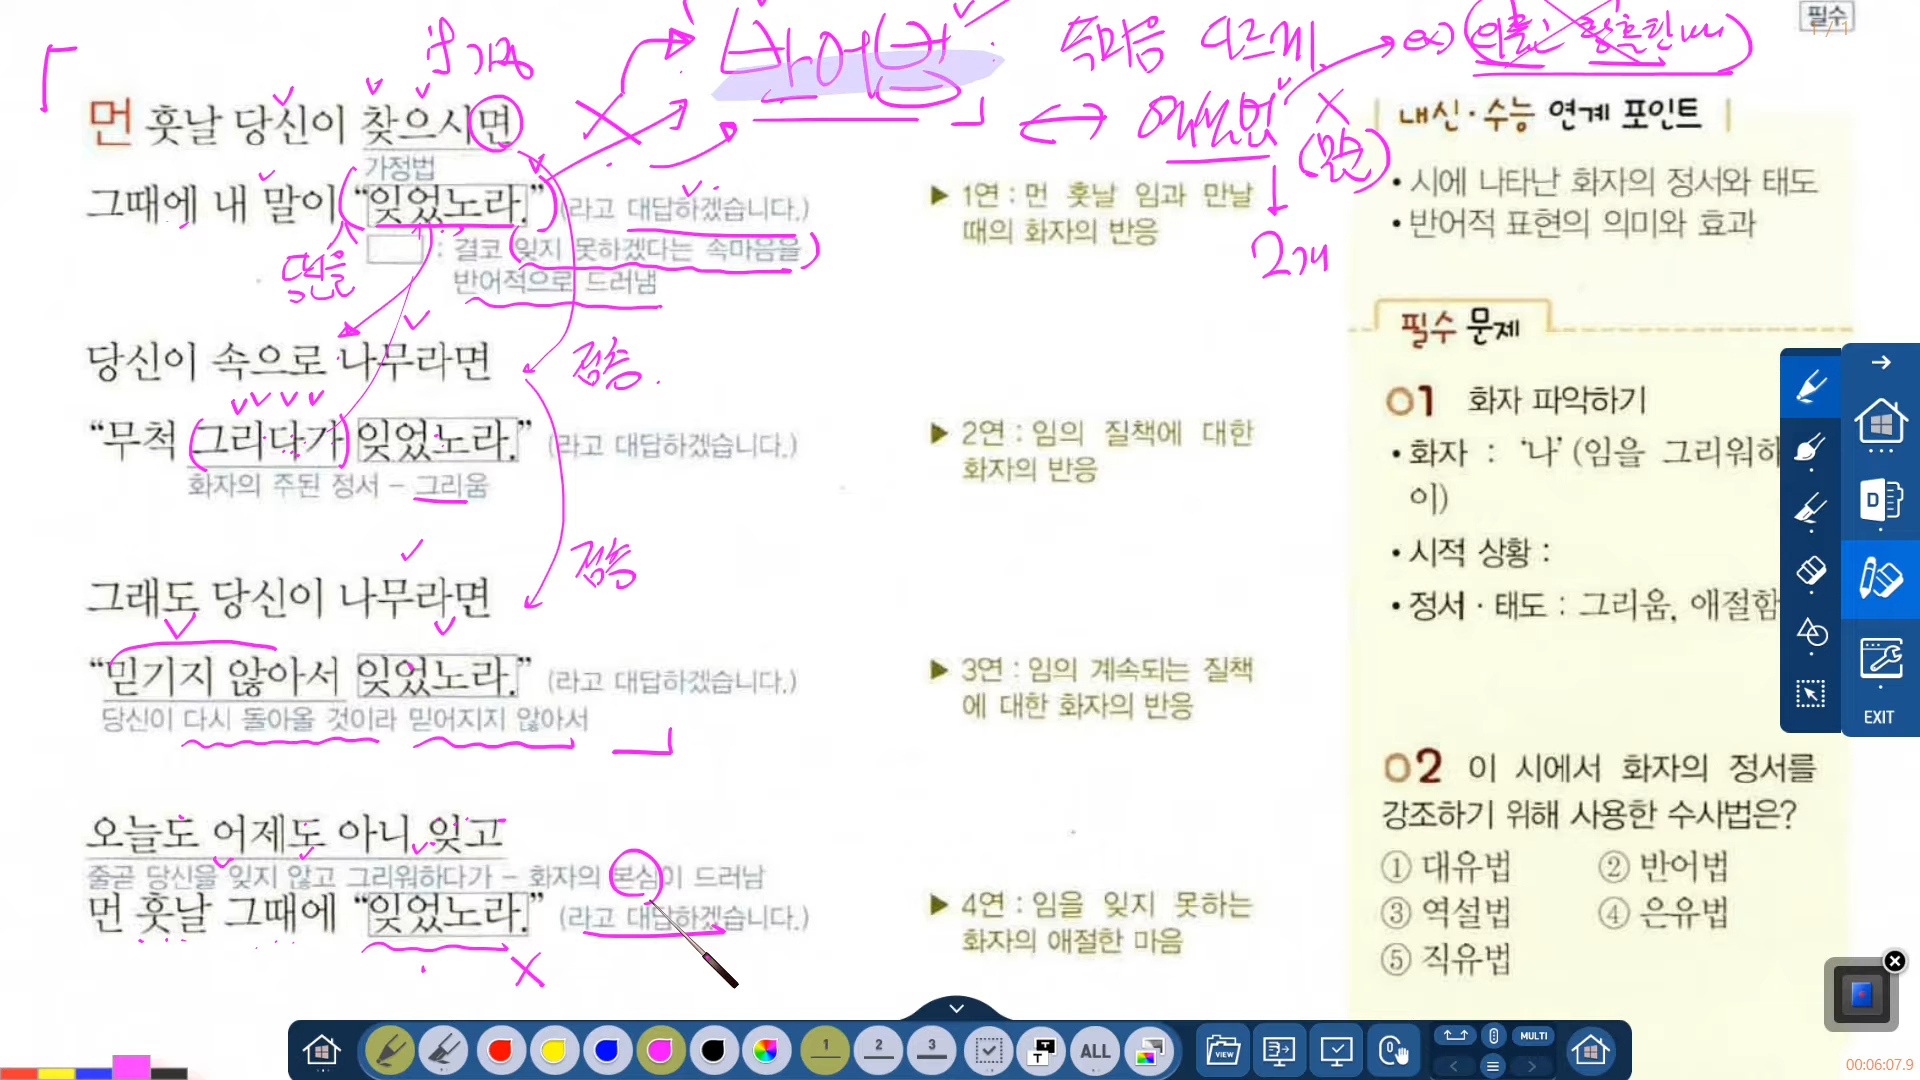 필수
반어법
속마음 다르게
역설법
2개
점층
점층
먼 훗날 당신이 찾으시면
가정법
그때에 내 말이 “잊었노라.” (라고 대답하겠습니다.)
: 결코 잊지 못하겠다는 속마음을
반어적으로 드러냄
당신이 속으로 나무라면
“무척 그리다가 잊었노라.” (라고 대답하겠습니다.)
화자의 주된 정서 – 그리움
그래도 당신이 나무라면
“믿기지 않아서 잊었노라.” (라고 대답하겠습니다.)
당신이 다시 돌아올 것이라 믿어지지 않아서
오늘도 어제도 아니 잊고
줄곧 당신을 잊지 않고 그리워하다가 – 화자의 본심이 드러남
먼 훗날 그때에 “잊었노라.” (라고 대답하겠습니다.)
▶ 1연 : 먼 훗날 임과 만날
때의 화자의 반응
▶ 2연 : 임의 질책에 대한
화자의 반응
▶ 3연 : 임의 계속되는 질책
에 대한 화자의 반응
▶ 4연 : 임을 잊지 못하는
화자의 애절한 마음
내신·수능 연계 포인트
• 시에 나타난 화자의 정서와 태도
• 반어적 표현의 의미와 효과
필수 문제
01 화자 파악하기
• 화자 : ‘나’(임을 그리워하
이)
• 시적 상황 :
• 정서·태도 : 그리움, 애절함
02 이 시에서 화자의 정서를
강조하기 위해 사용한 수사법은?
① 대유법 ② 반어법
③ 역설법 ④ 은유법
⑤ 직유법
EXIT
1 2 3 ALL VIEW MULTI
00:06:07.9